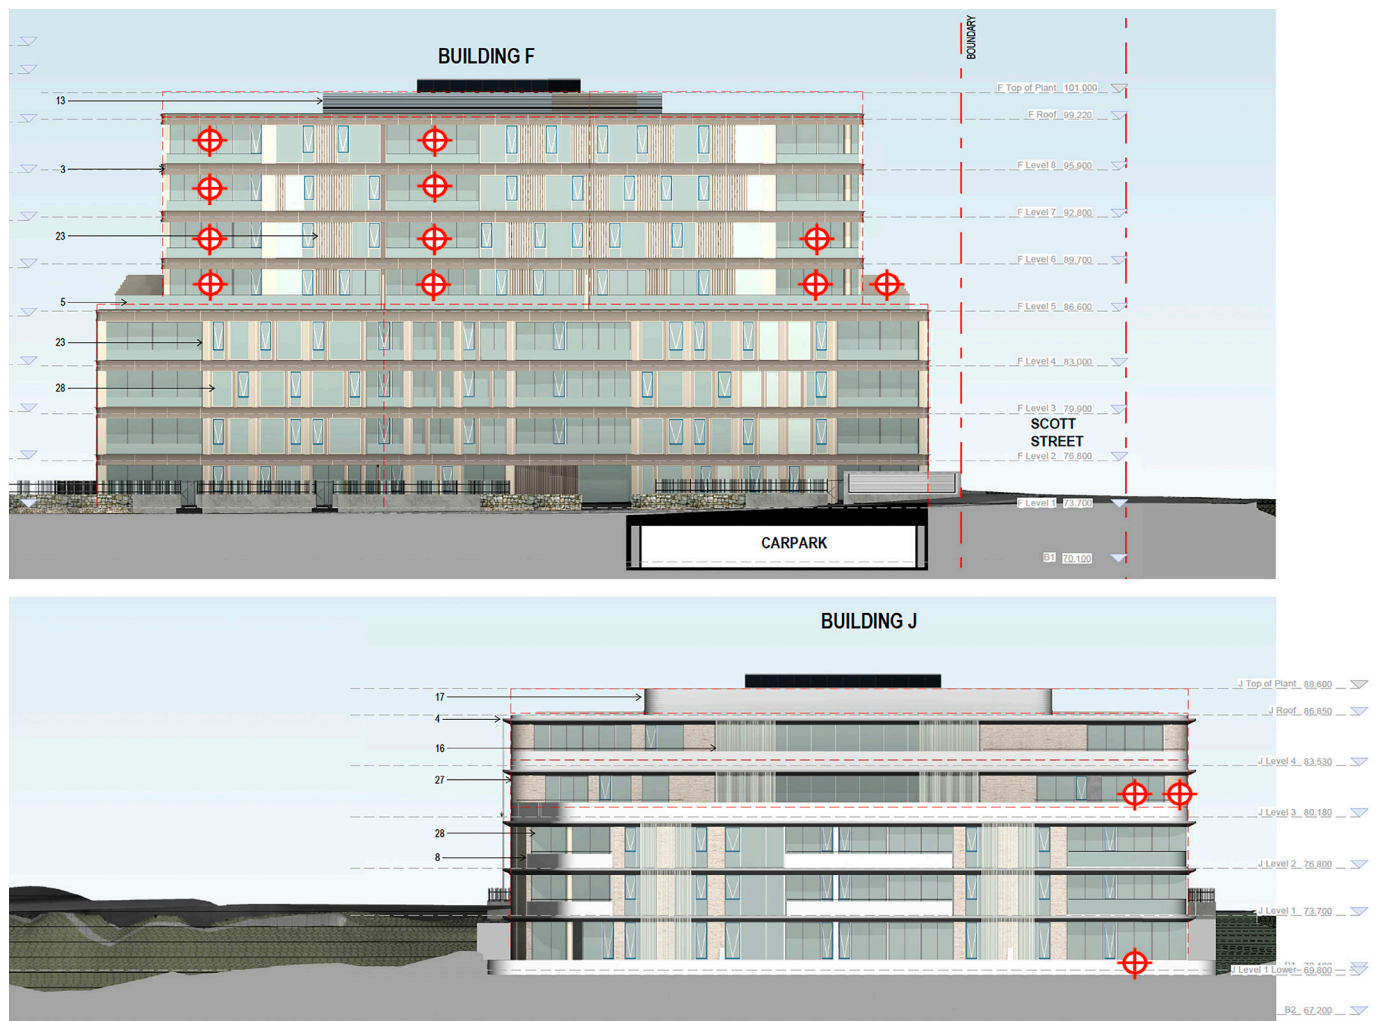 BUILDING F
BOUNDARY
F Top of Plant 101.000
13
F Roof 99.220
3
F Level 8 95.900
F Level 7 92.800
23
F Level 6 89.700
5
F Level 5 86.600
23
F Level 4 83.000
28
F Level 3 79.900
SCOTT
STREET
F Level 2 76.800
F Level 1 73.700
CARPARK
B1 70.100
BUILDING J
J Top of Plant 88.600
17
J Roof 86.850
4
16
J Level 4 83.530
27
J Level 3 80.180
28
8
J Level 2 76.800
J Level 1 73.700
J Level 1 Lower 69.800
B2 67.200